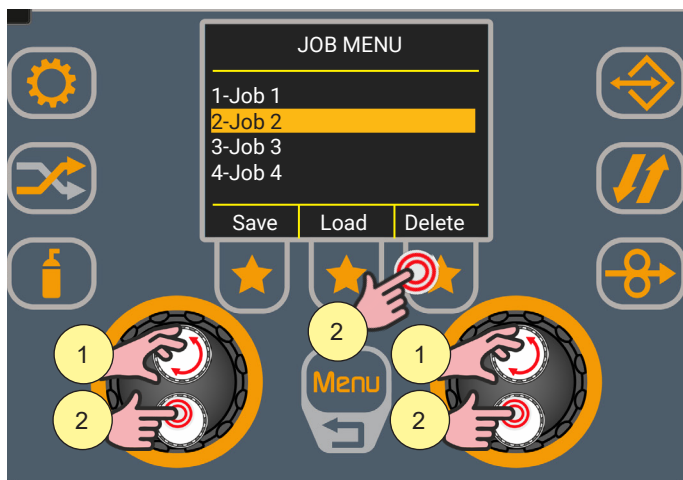 JOB MENU
1-Job 1
2-Job 2
3-Job 3
4-Job 4
Save Load Delete
2
1
1
Menu
2
2